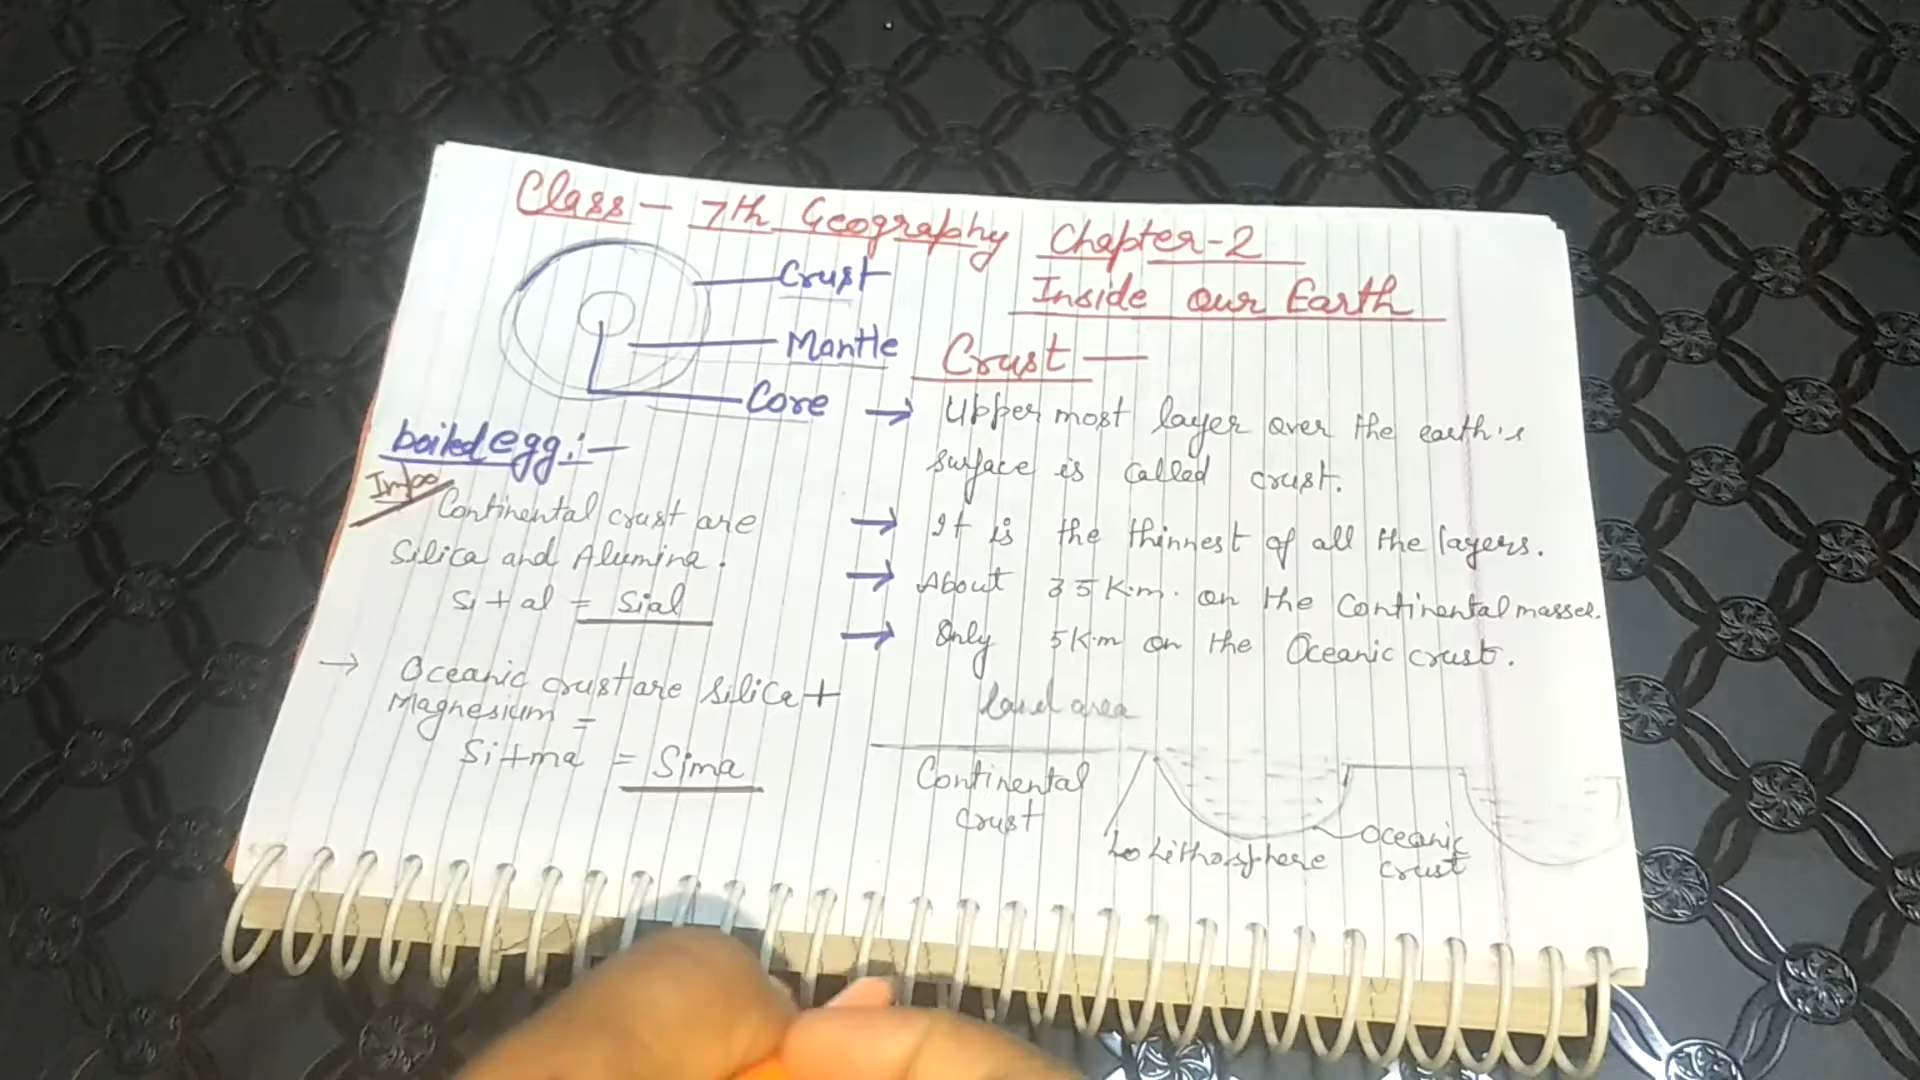 Class - 7th Geography Chapter-2
Inside our Earth
Crust
Mantle
Core
boiled egg :-
Impo
Continental crust are
Silica and Alumina.
Si + al = Sial
→ Oceanic crust are silica +
Magnesium =
Si + ma = Sima
Crust —
→ Upper most layer over the earth's
surface is called crust.
→ It is the thinnest of all the layers.
→ About 35 K.m. on the Continental masses.
→ Only 5 K.m on the Oceanic crust.
land area
Continental
crust
Lithosphere
Oceanic
crust